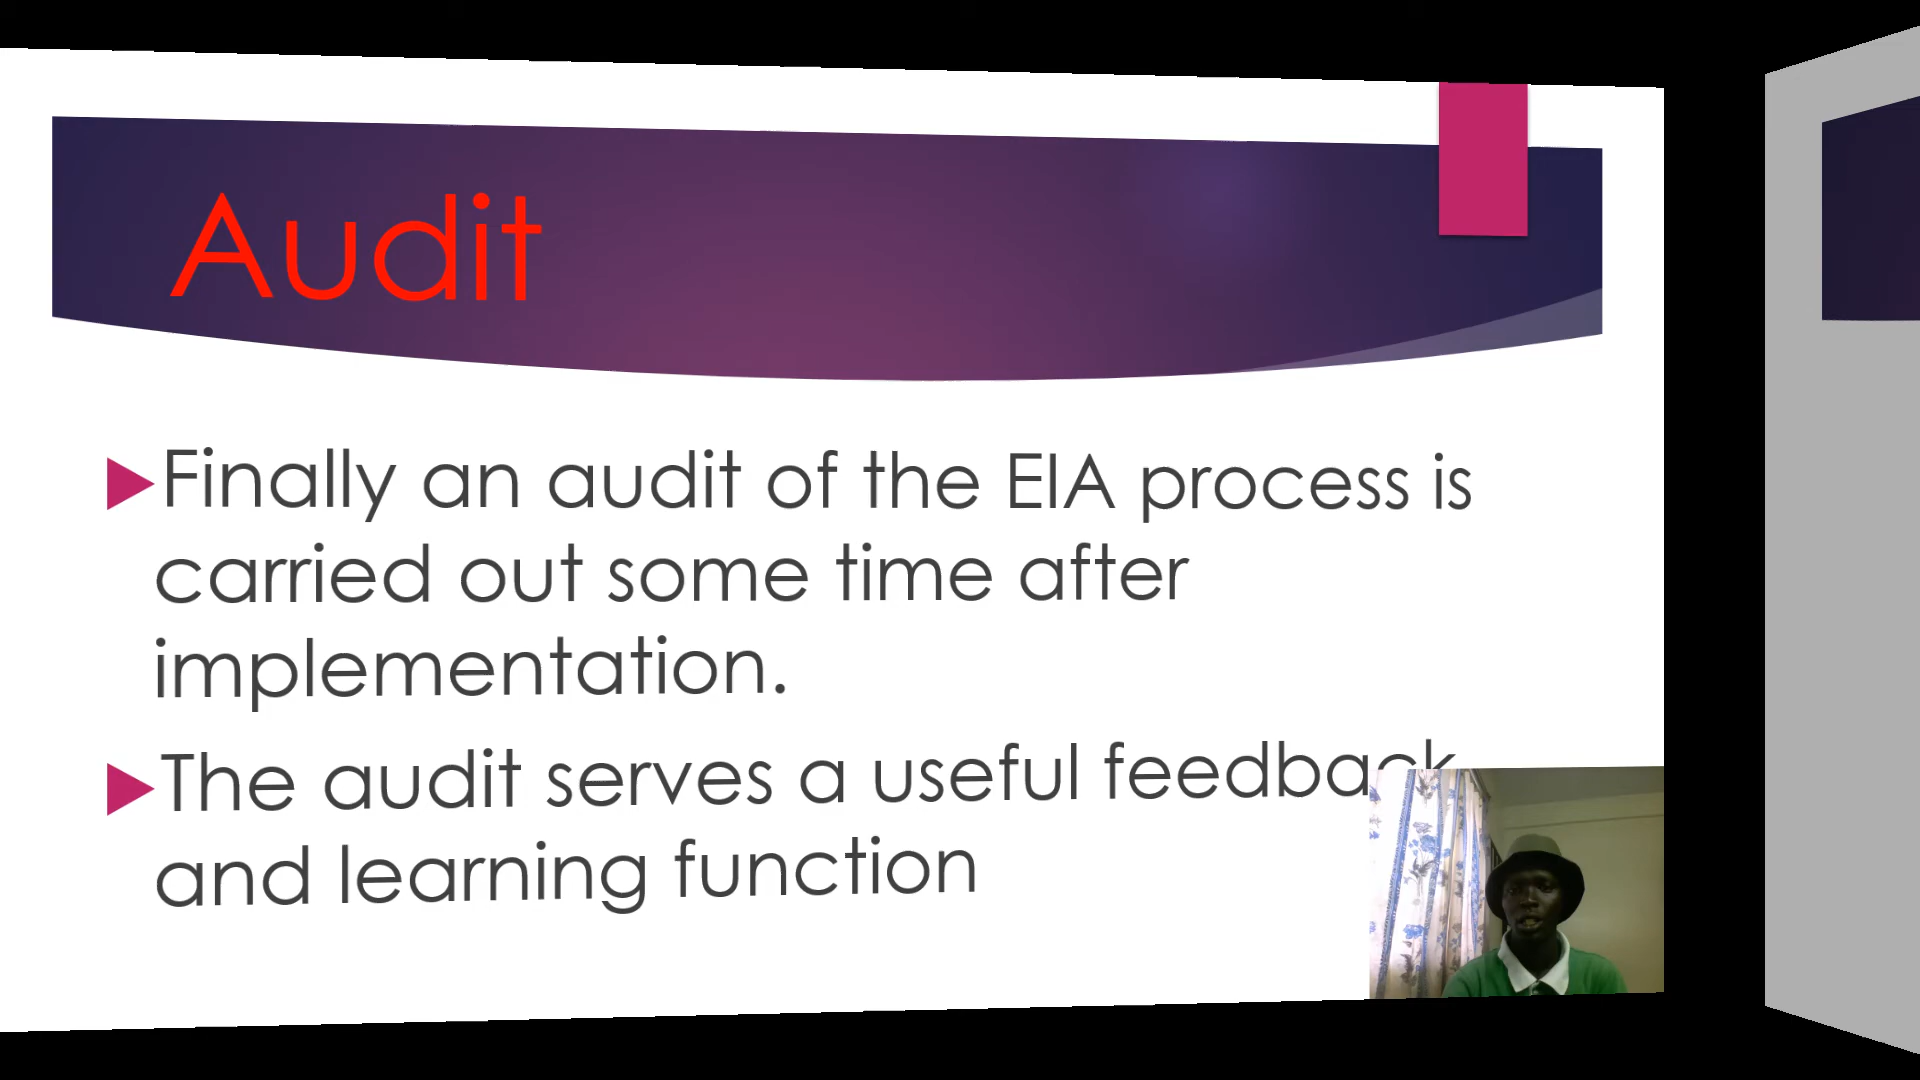 Audit
Finally an audit of the EIA process is
carried out some time after
implementation.
The audit serves a useful feedback
and learning function